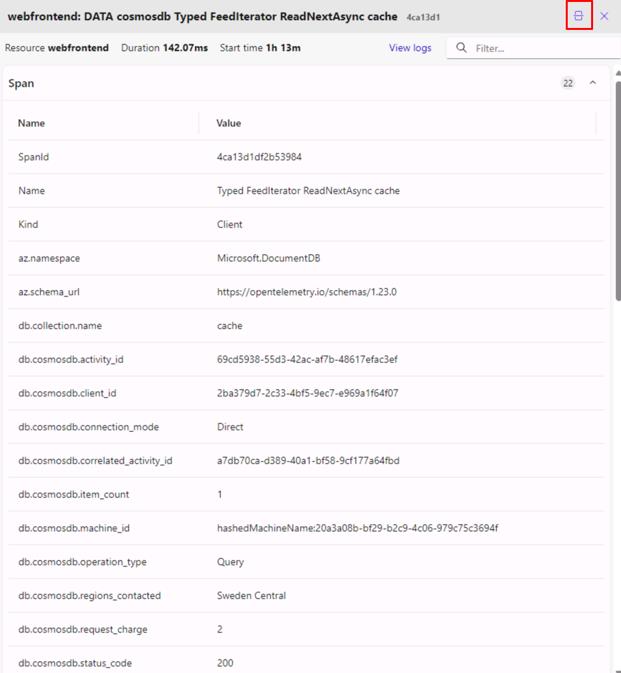 webfrontend: DATA cosmosdb Typed FeedIterator ReadNextAsync cache 4ca13d1
Resource webfrontend Duration 142.07ms Start time 1h 13m View logs Filter...
Span 22
Name Value
SpanId 4ca13d1df2b53984
Name Typed FeedIterator ReadNextAsync cache
Kind Client
az.namespace Microsoft.DocumentDB
az.schema_url https://opentelemetry.io/schemas/1.23.0
db.collection.name cache
db.cosmosdb.activity_id 69cd5938-55d3-42ac-af7b-48617efac3ef
db.cosmosdb.client_id 2ba379d7-2c33-4bf5-9ec7-e969a1f64f07
db.cosmosdb.connection_mode Direct
db.cosmosdb.correlated_activity_id a7db70ca-d389-40a1-bf58-9cf177a64fbd
db.cosmosdb.item_count 1
db.cosmosdb.machine_id hashedMachineName:20a3a08b-bf29-b2c9-4c06-979c75c3694f
db.cosmosdb.operation_type Query
db.cosmosdb.regions_contacted Sweden Central
db.cosmosdb.request_charge 2
db.cosmosdb.status_code 200